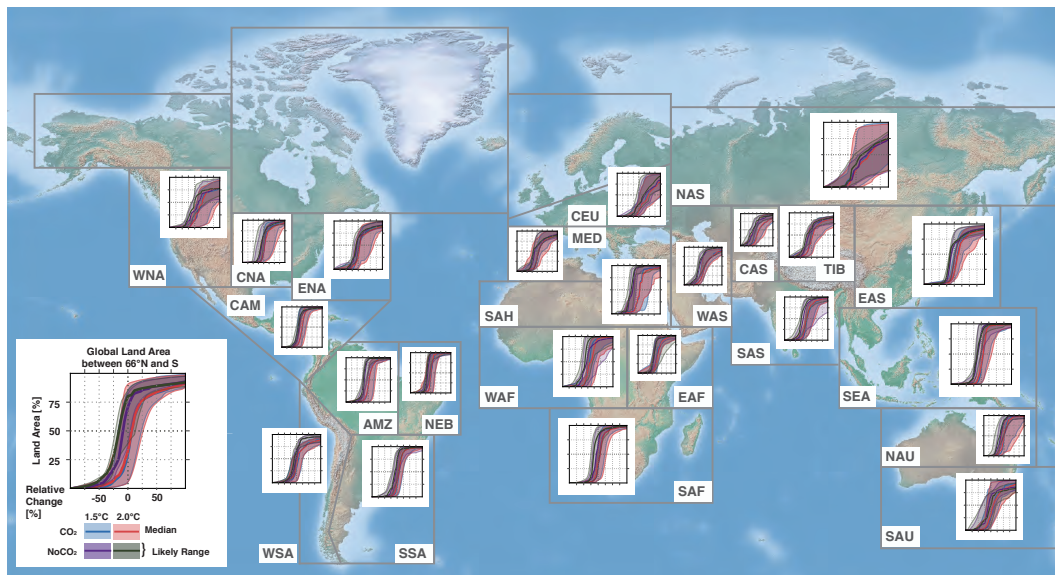 NAS
CEU
MED
WNA
CNA
ENA
CAM
CAS
TIB
SAH
WAS
EAS
SAS
WAF
EAF
SEA
AMZ
NEB
NAU
SAF
SAU
WSA
SSA
Global Land Area
between 66°N and S
Land Area [%]
75
50
25
Relative
Change
[%]
-50
0
50
1.5°C
2.0°C
CO₂
Median
NoCO₂
} Likely Range